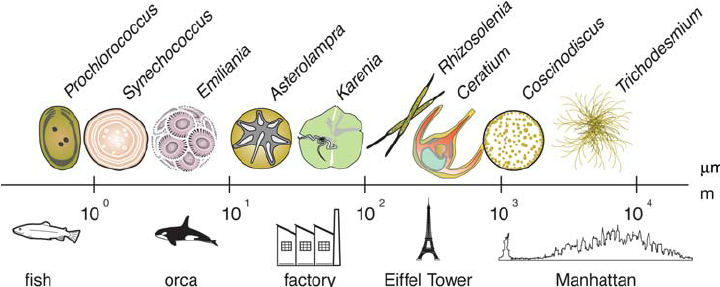 Prochlorococcus
Synechococcus
Emiliania
Asterolampra
Karenia
Rhizosolenia
Ceratium
Coscinodiscus
Trichodesmium
μm
m
10⁰
10¹
10²
10³
10⁴
fish
orca
factory
Eiffel Tower
Manhattan